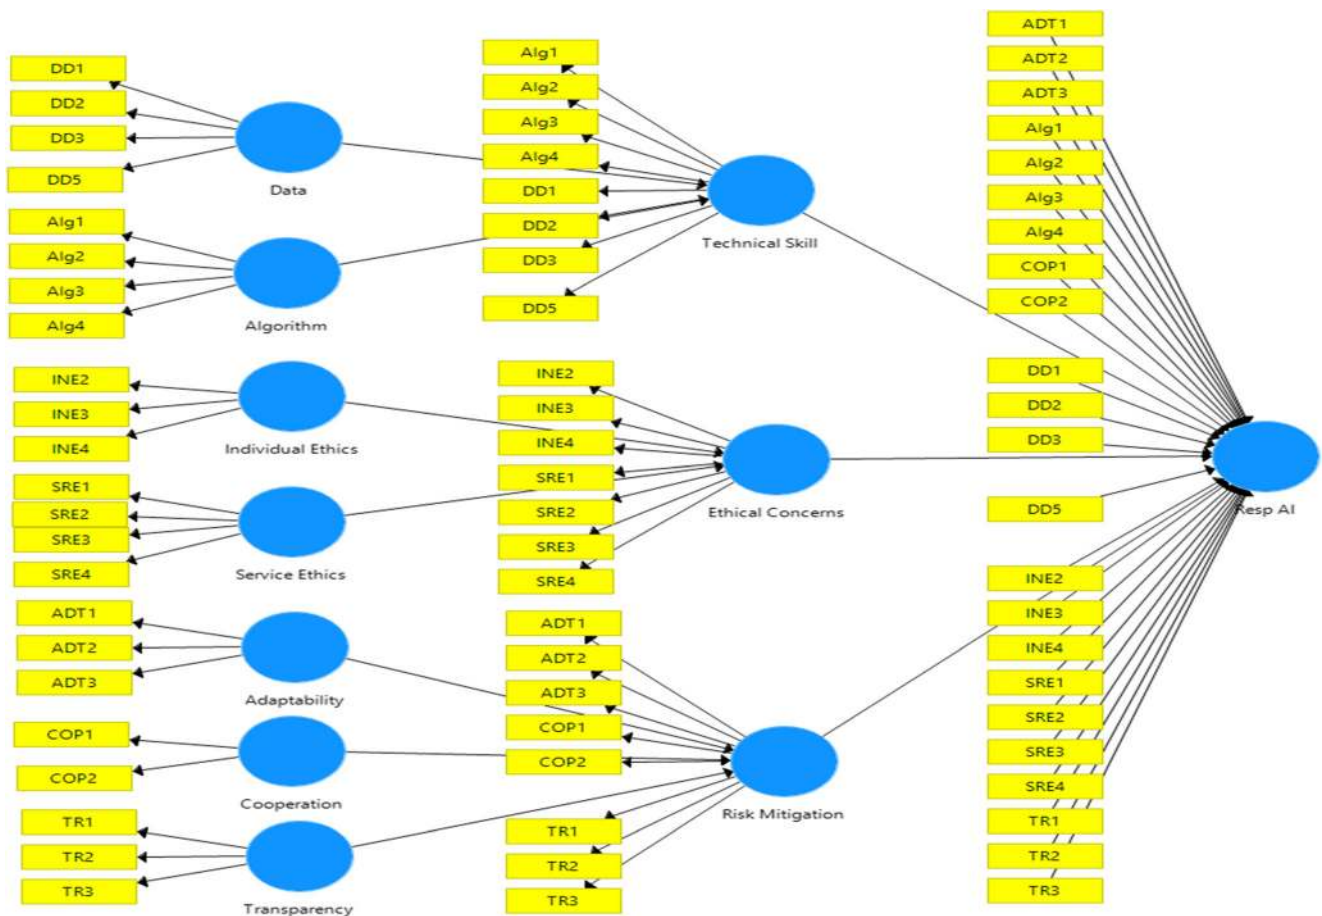 DD1
DD2
DD3
DD5
Data
Alg1
Alg2
Alg3
Alg4
Algorithm
INE2
INE3
INE4
Individual Ethics
SRE1
SRE2
SRE3
SRE4
Service Ethics
ADT1
ADT2
ADT3
Adaptability
COP1
COP2
Cooperation
TR1
TR2
TR3
Transparency
Alg1
Alg2
Alg3
Alg4
DD1
DD2
DD3
DD5
Technical Skill
INE2
INE3
INE4
SRE1
SRE2
SRE3
SRE4
Ethical Concerns
ADT1
ADT2
ADT3
COP1
COP2
TR1
TR2
TR3
Risk Mitigation
ADT1
ADT2
ADT3
Alg1
Alg2
Alg3
Alg4
COP1
COP2
DD1
DD2
DD3
DD5
INE2
INE3
INE4
SRE1
SRE2
SRE3
SRE4
TR1
TR2
TR3
Resp AI